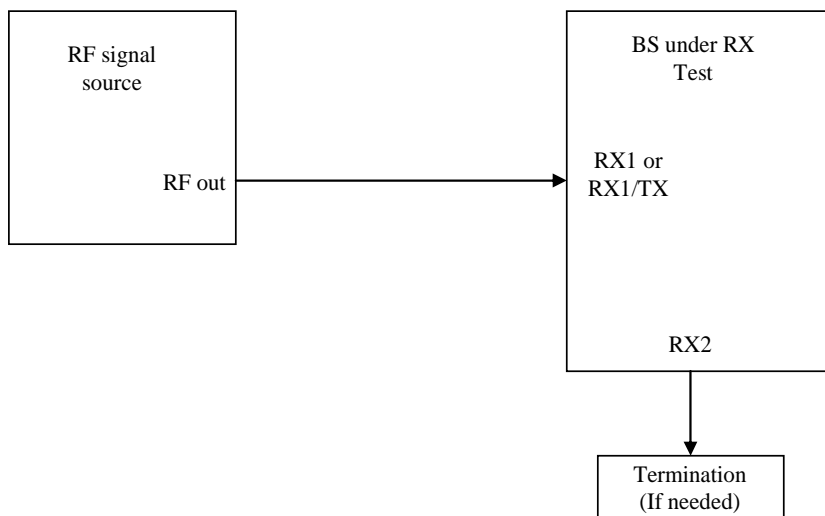 RF signal
source
RF out
BS under RX
Test
RX1 or
RX1/TX
RX2
Termination
(If needed)